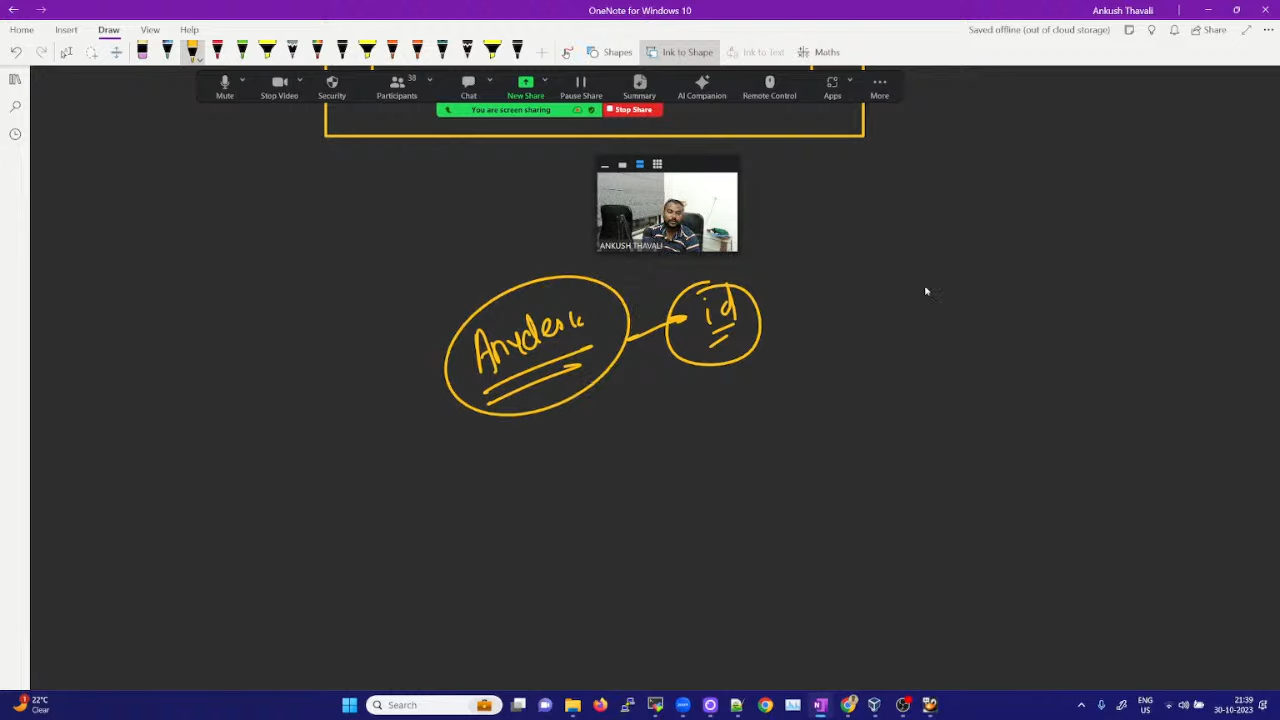 OneNote for Windows 10
Ankush Thavali
Home Insert Draw View Help
Saved offline (out of cloud storage) Share
Shapes Ink to Shape Ink to Text Maths
38
Mute Stop Video Security Participants Chat New Share Pause Share Summary AI Companion Remote Control Apps More
You are screen sharing Stop Share
ANKUSH THAVALI
Anydesk
id
1
22°C
Clear
Search
ENG
IN
21:39
30-10-2023